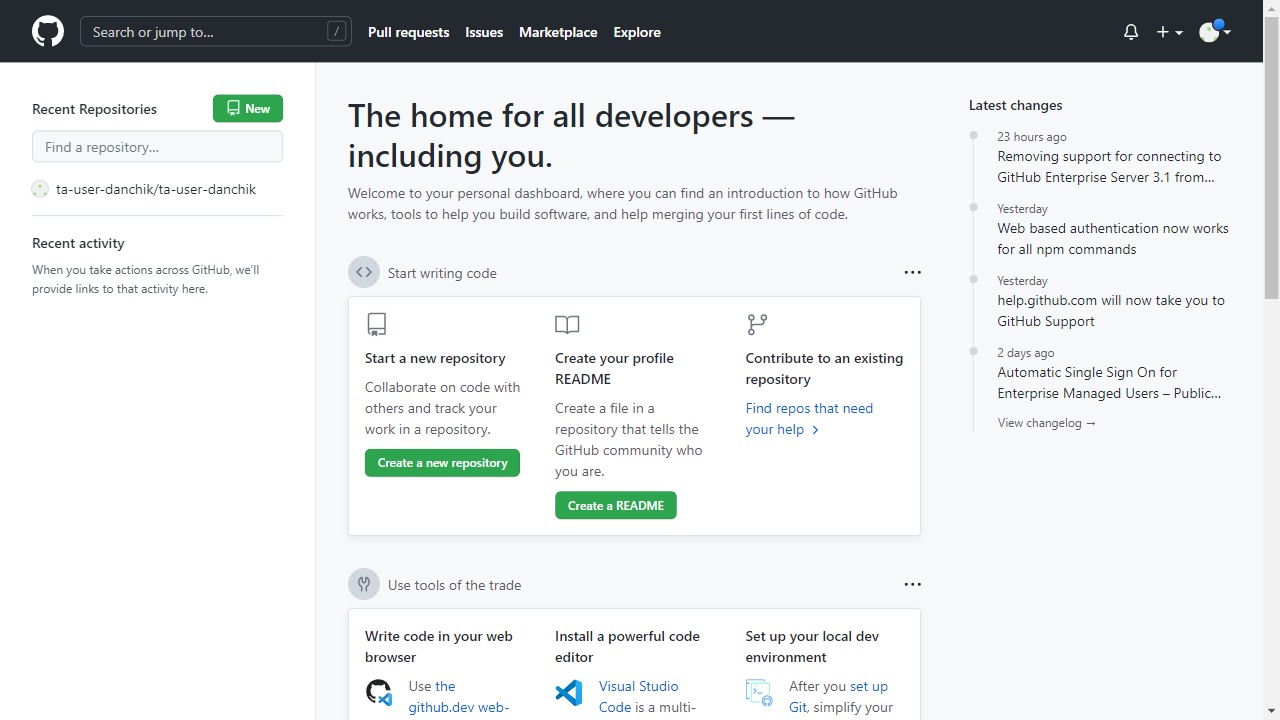 Search or jump to...
/
Pull requests
Issues
Marketplace
Explore
Recent Repositories
New
Find a repository...
ta-user-danchik/ta-user-danchik
Recent activity
When you take actions across GitHub, we'll
provide links to that activity here.
The home for all developers —
including you.
Welcome to your personal dashboard, where you can find an introduction to how GitHub
works, tools to help you build software, and help merging your first lines of code.
Start writing code
Start a new repository
Collaborate on code with
others and track your
work in a repository.
Create a new repository
Create your profile
README
Create a file in a
repository that tells the
GitHub community who
you are.
Create a README
Contribute to an existing
repository
Find repos that need
your help
Use tools of the trade
Write code in your web
browser
Use the
github.dev web-
Install a powerful code
editor
Visual Studio
Code is a multi-
Set up your local dev
environment
After you set up
Git, simplify your
Latest changes
23 hours ago
Removing support for connecting to
GitHub Enterprise Server 3.1 from...
Yesterday
Web based authentication now works
for all npm commands
Yesterday
help.github.com will now take you to
GitHub Support
2 days ago
Automatic Single Sign On for
Enterprise Managed Users – Public...
View changelog →